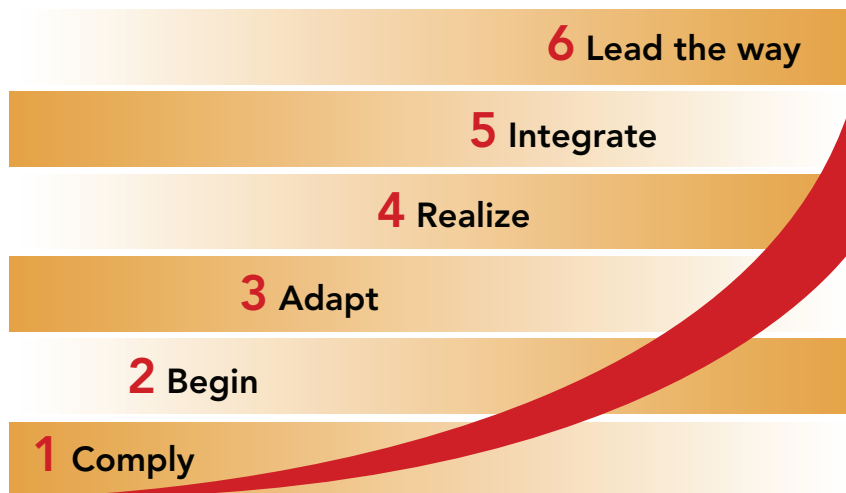 6 Lead the way
5 Integrate
4 Realize
3 Adapt
2 Begin
1 Comply